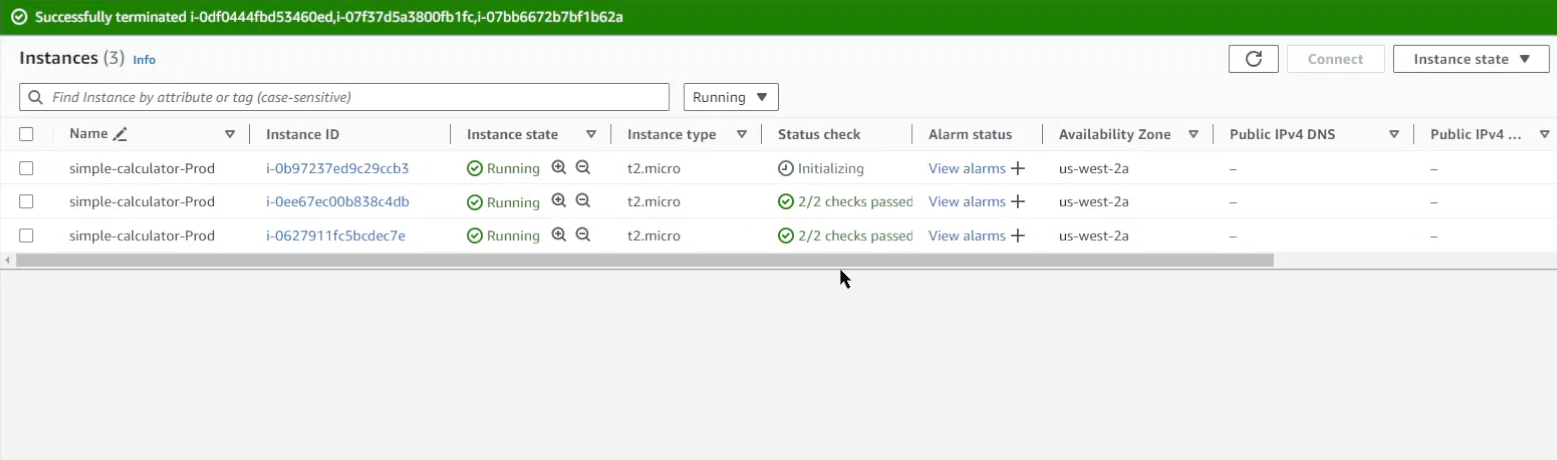 Successfully terminated i-0df0444fbd53460ed,i-07f37d5a3800fb1fc,i-07bb6672b7bf1b62a
Instances (3) Info Connect Instance state
Find Instance by attribute or tag (case-sensitive) Running
Name Instance ID Instance state Instance type Status check Alarm status Availability Zone Public IPv4 DNS Public IPv4 ...
simple-calculator-Prod i-0b97237ed9c29ccb3 Running t2.micro Initializing View alarms + us-west-2a – –
simple-calculator-Prod i-0ee67ec00b838c4db Running t2.micro 2/2 checks passed View alarms + us-west-2a – –
simple-calculator-Prod i-0627911fc5bcdec7e Running t2.micro 2/2 checks passed View alarms + us-west-2a – –